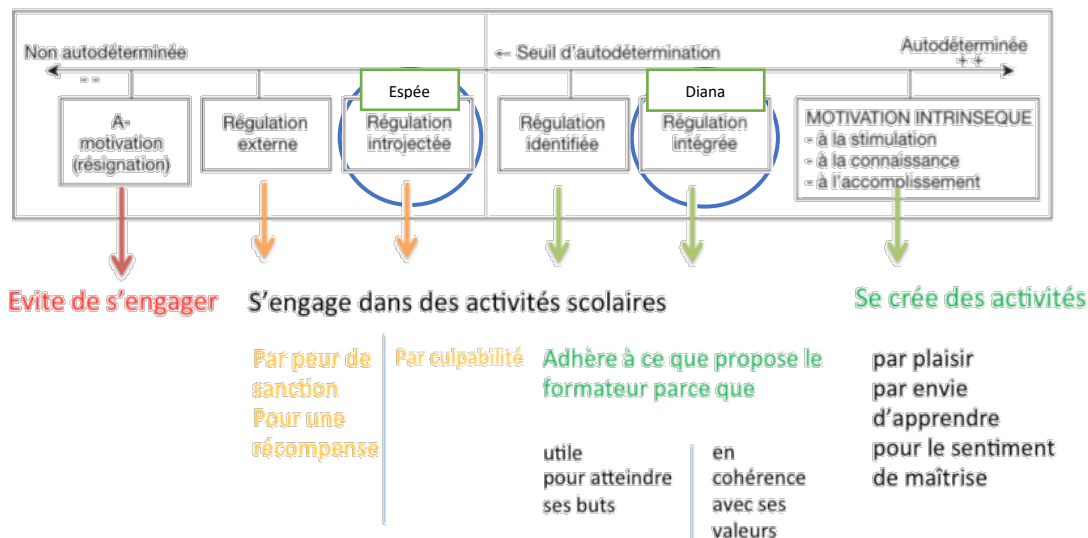 Non autodéterminée
- -
← Seuil d'autodétermination
Autodéterminée
++
Espée
Diana
A-
motivation
(résignation)
Régulation
externe
Régulation
introjectée
Régulation
identifiée
Régulation
intégrée
MOTIVATION INTRINSEQUE
- à la stimulation
- à la connaissance
- à l'accomplissement
Evite de s'engager
S'engage dans des activités scolaires
Se crée des activités
Par peur de
sanction
Pour une
récompense
Par culpabilité
Adhère à ce que propose le
formateur parce que
utile
pour atteindre
ses buts
en
cohérence
avec ses
valeurs
par plaisir
par envie
d'apprendre
pour le sentiment
de maîtrise